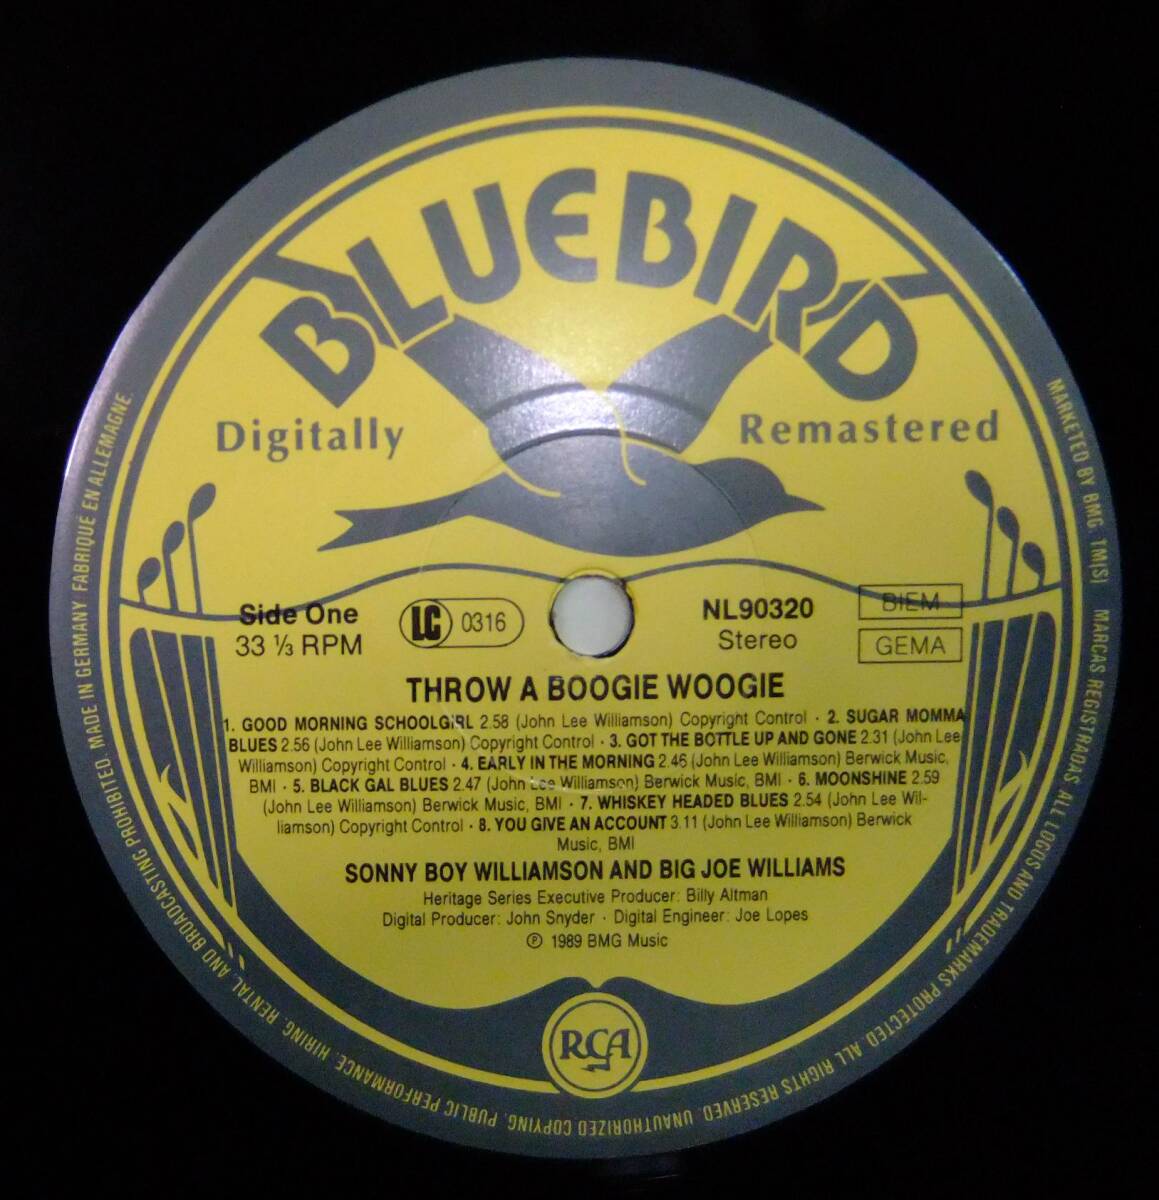 BLUEBIRD
Digitally Remastered
Side One
33 ⅓ RPM
LC 0316
NL90320
Stereo
BIEM
GEMA
THROW A BOOGIE WOOGIE
1. GOOD MORNING SCHOOLGIRL 2.58 (John Lee Williamson) Copyright Control · 2. SUGAR MOMMA
BLUES 2.56 (John Lee Williamson) Copyright Control · 3. GOT THE BOTTLE UP AND GONE 2.31 (John Lee
Williamson) Copyright Control · 4. EARLY IN THE MORNING 2.46 (John Lee Williamson) Berwick Music,
BMI · 5. BLACK GAL BLUES 2.47 (John Lee Williamson) Berwick Music, BMI · 6. MOONSHINE 2.59
(John Lee Williamson) Berwick Music, BMI · 7. WHISKEY HEADED BLUES 2.54 (John Lee Wil-
liamson) Copyright Control · 8. YOU GIVE AN ACCOUNT 3.11 (John Lee Williamson) Berwick
Music, BMI
SONNY BOY WILLIAMSON AND BIG JOE WILLIAMS
Heritage Series Executive Producer: Billy Altman
Digital Producer: John Snyder · Digital Engineer: Joe Lopes
℗ 1989 BMG Music
RCA
MARKETED BY BMG. TM(S) MARCAS REGISTRADAS. ALL LOGOS AND TRADEMARKS PROTECTED. ALL RIGHTS RESERVED. UNAUTHORIZED COPYING, PUBLIC PERFORMANCE, HIRING, RENTAL AND BROADCASTING PROHIBITED. MADE IN GERMANY. FABRIQUÉ EN ALLEMAGNE.